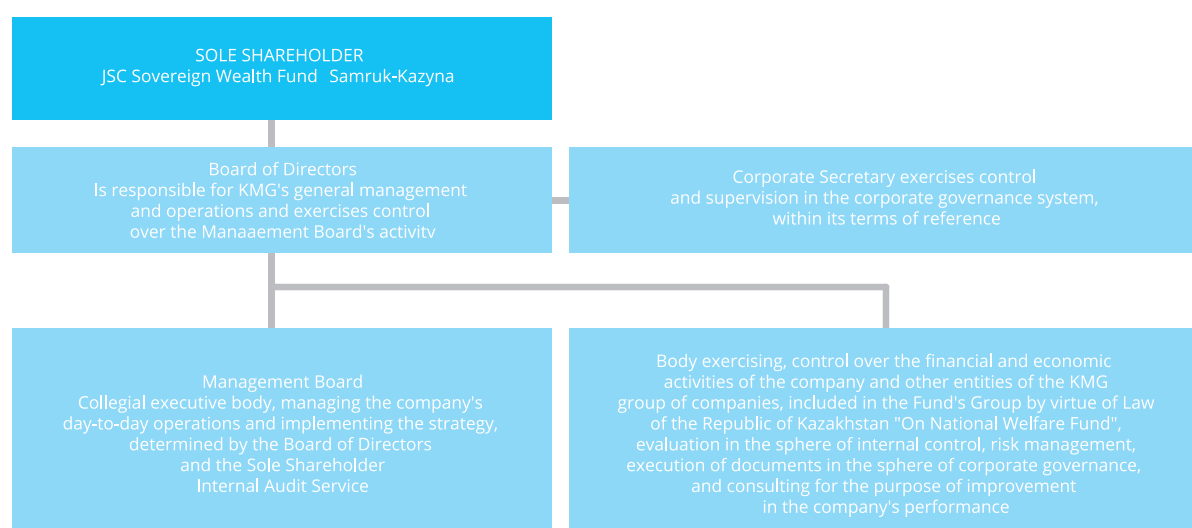 SOLE SHAREHOLDER
JSC Sovereign Wealth Fund Samruk-Kazyna
Board of Directors
Is responsible for KMG's general management
and operations and exercises control
over the Manaaement Board's activitv
Corporate Secretary exercises control
and supervision in the corporate governance system,
within its terms of reference
Management Board
Collegial executive body, managing the company's
day-to-day operations and implementing the strategy,
determined by the Board of Directors
and the Sole Shareholder
Internal Audit Service
Body exercising, control over the financial and economic
activities of the company and other entities of the KMG
group of companies, included in the Fund's Group by virtue of Law
of the Republic of Kazakhstan "On National Welfare Fund",
evaluation in the sphere of internal control, risk management,
execution of documents in the sphere of corporate governance,
and consulting for the purpose of improvement
in the company's performance